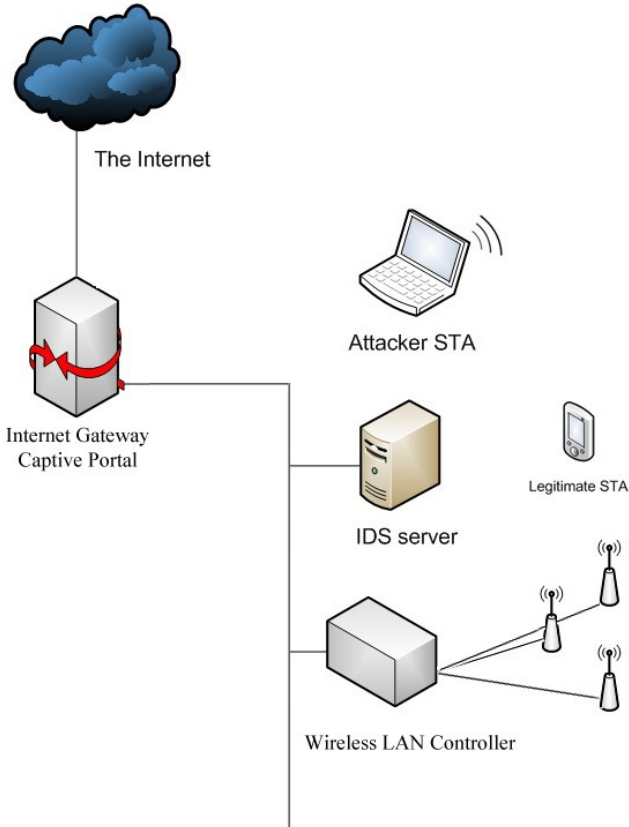 The Internet
Attacker STA
Internet Gateway
Captive Portal
Legitimate STA
IDS server
Wireless LAN Controller